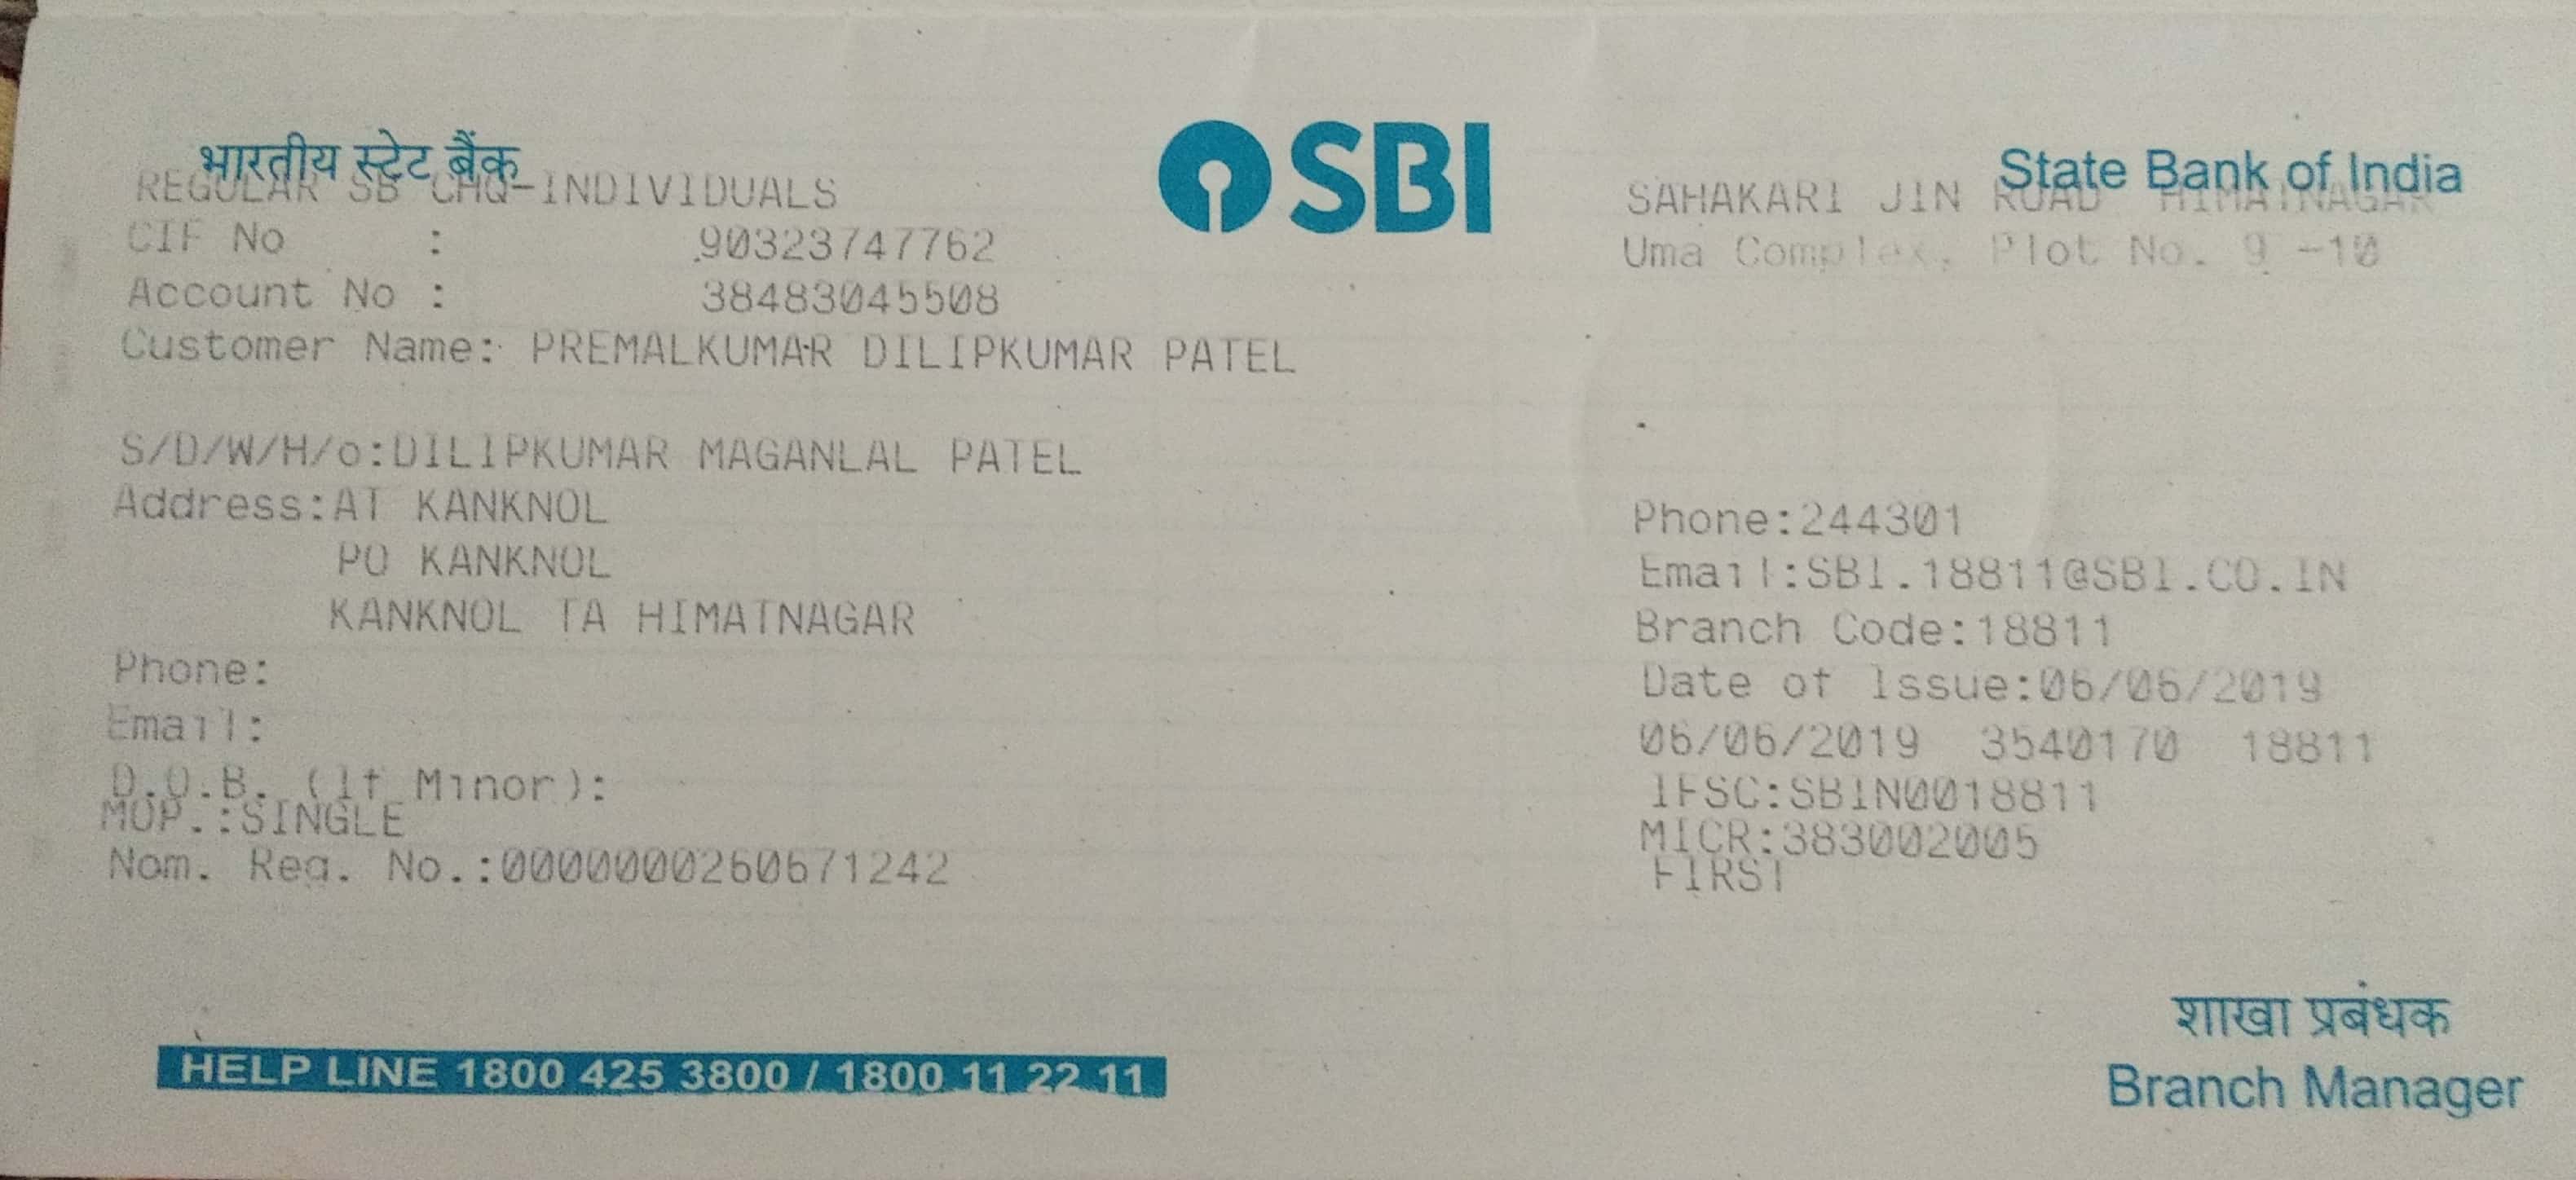 भारतीय स्टेट बैंक
SBI
State Bank of India
REGULAR SB CHQ-INDIVIDUALS
SAHAKARI JIN ROAD HIMATNAGAR
CIF No : 90323747762
Uma Complex, Plot No. 9 -10
Account No : 38483045508
Customer Name: PREMALKUMAR DILIPKUMAR PATEL
S/D/W/H/o:DILIPKUMAR MAGANLAL PATEL
Address:AT KANKNOL
Phone:244301
PO KANKNOL
Email:SBI.18811@SBI.CO.IN
KANKNOL TA HIMATNAGAR
Branch Code:18811
Phone:
Date of Issue:06/06/2019
Email:
06/06/2019 3540170 18811
D.O.B. (If Minor):
IFSC:SBIN0018811
MOP.:SINGLE
MICR:383002005
Nom. Reg. No.:0000000260671242
FIRST
शाखा प्रबंधक
HELP LINE 1800 425 3800 / 1800 11 22 11
Branch Manager